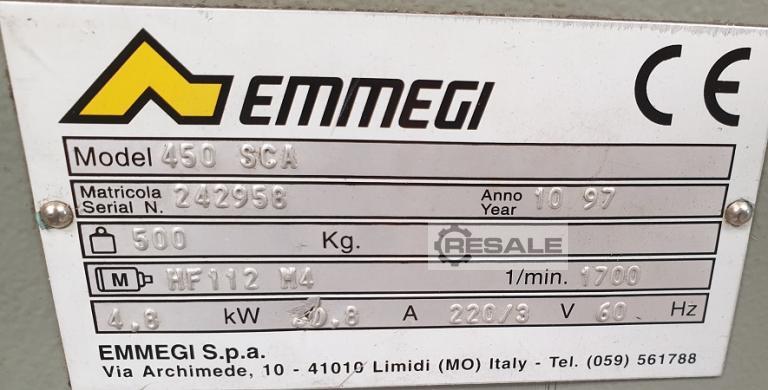 EMMEGI CE
Model 450 SCA
Matricola
Serial N. 242958 Anno
Year 10 97
500 Kg.
RESALE
M HF112 M4 1/min. 1700
4.8 kW A 220/3 V 60 Hz
EMMEGI S.p.a.
Via Archimede, 10 - 41010 Limidi (MO) Italy - Tel. (059) 561788